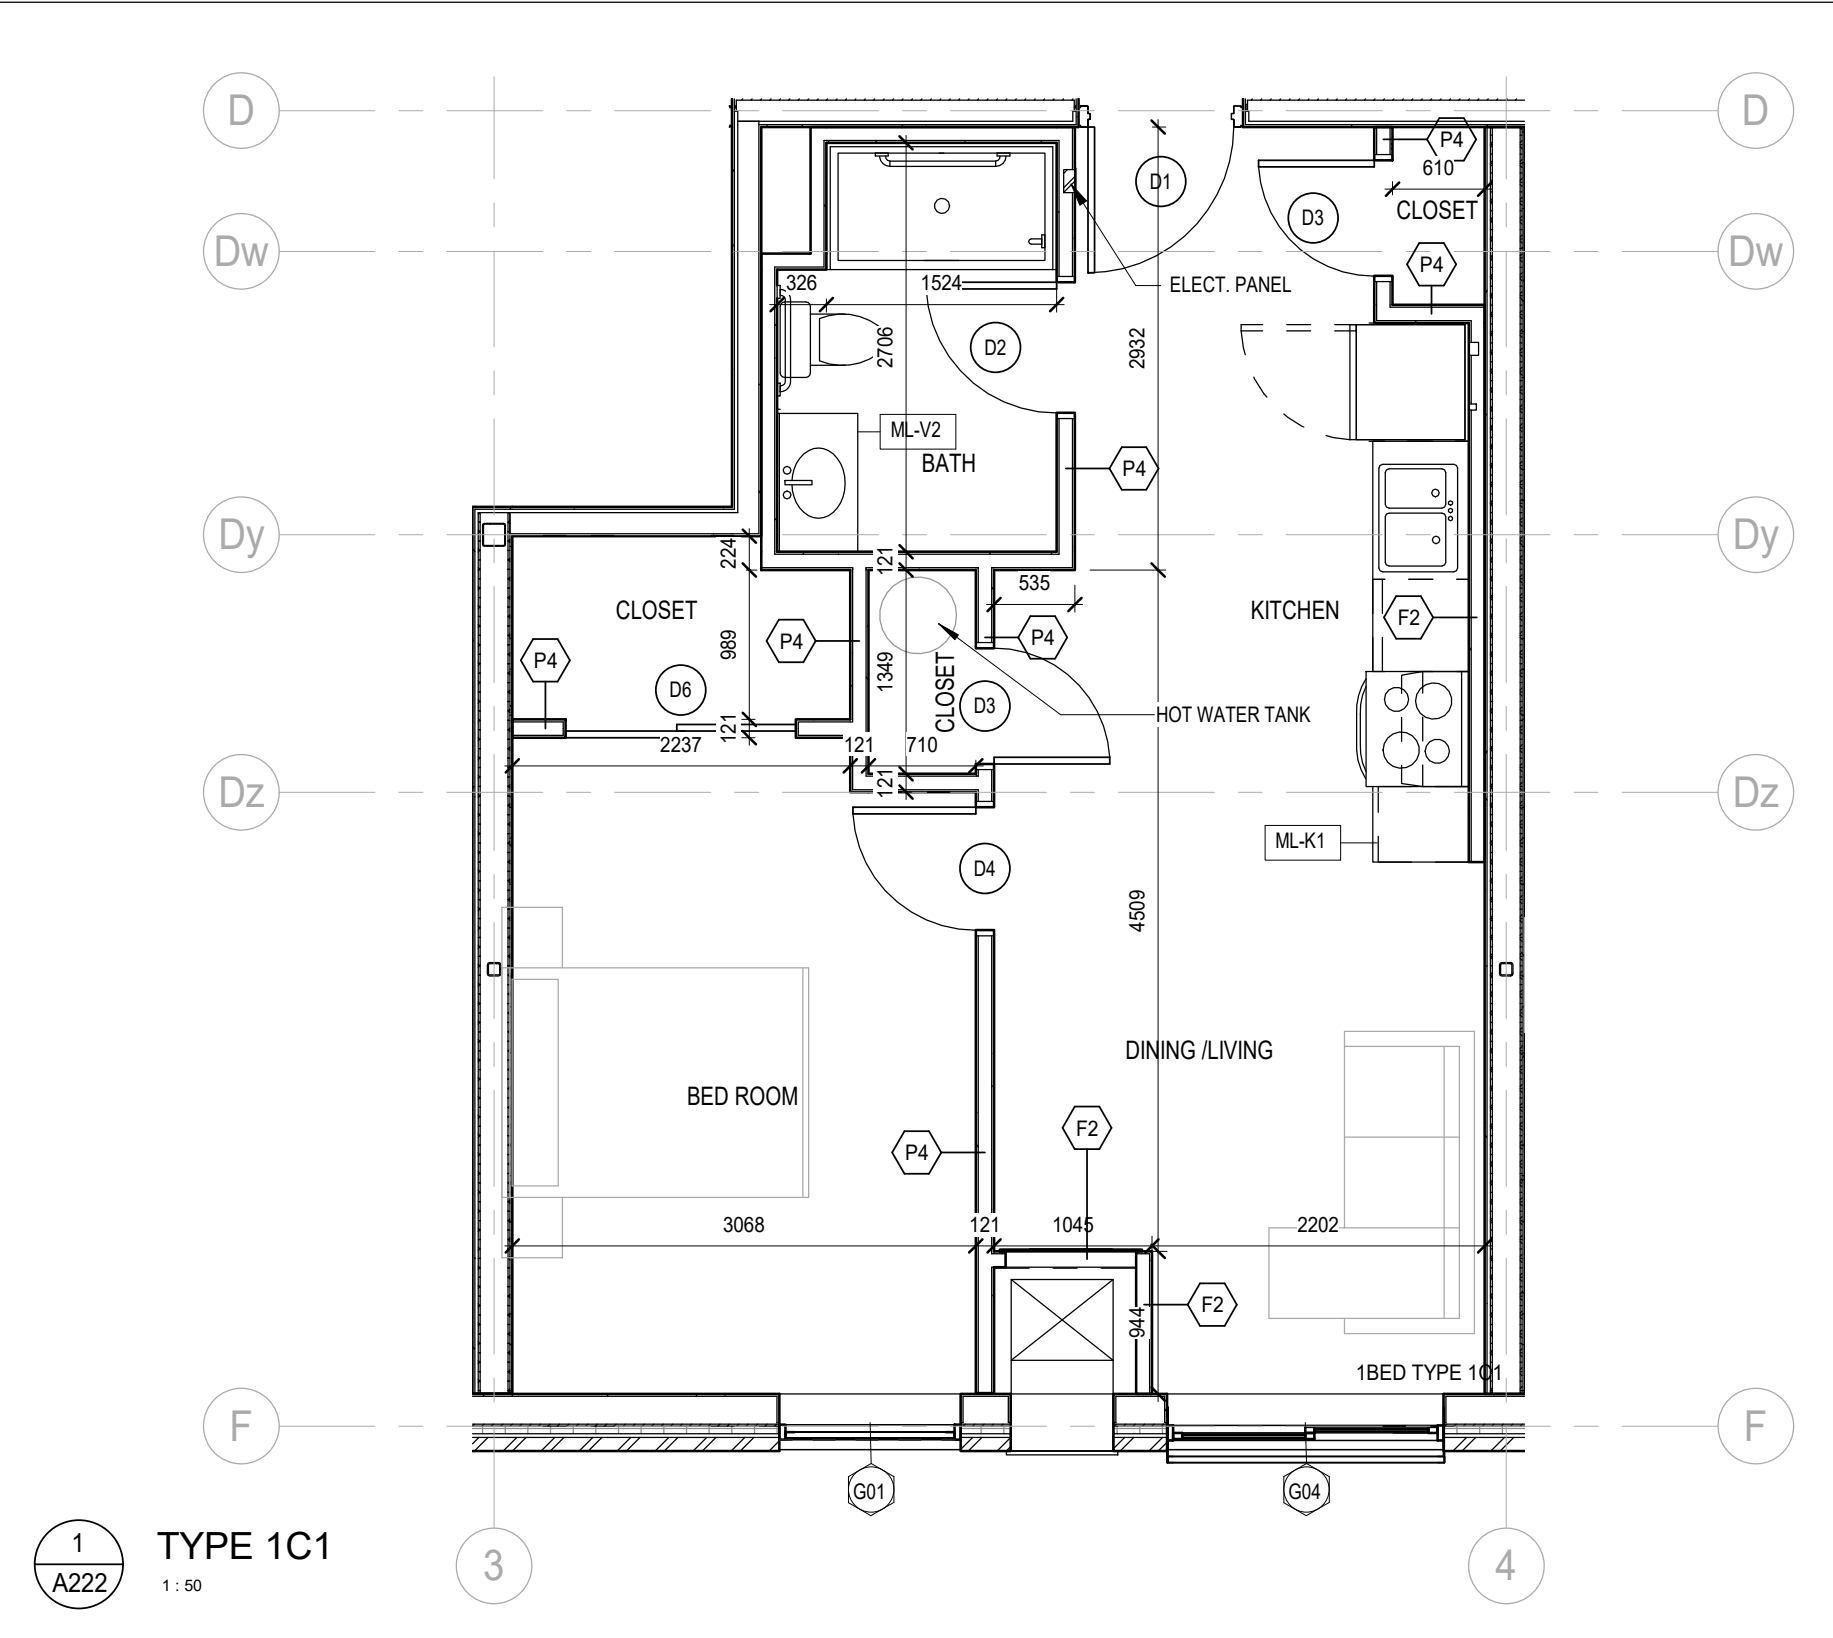 D
D
P4
610
D1
D3
CLOSET
Dw
Dw
P4
326
1524
ELECT. PANEL
2706
D2
2932
ML-V2
BATH
P4
Dy
Dy
224
121
535
CLOSET
KITCHEN
F2
P4
989
P4
1349
CLOSET
P4
D6
D3
HOT WATER TANK
121
2237
121
710
121
Dz
Dz
ML-K1
D4
4509
DINING /LIVING
BED ROOM
F2
P4
3068
121
1045
2202
944
F2
1BED TYPE 1C1
F
F
G01
G04
1
A222
TYPE 1C1
1 : 50
3
4